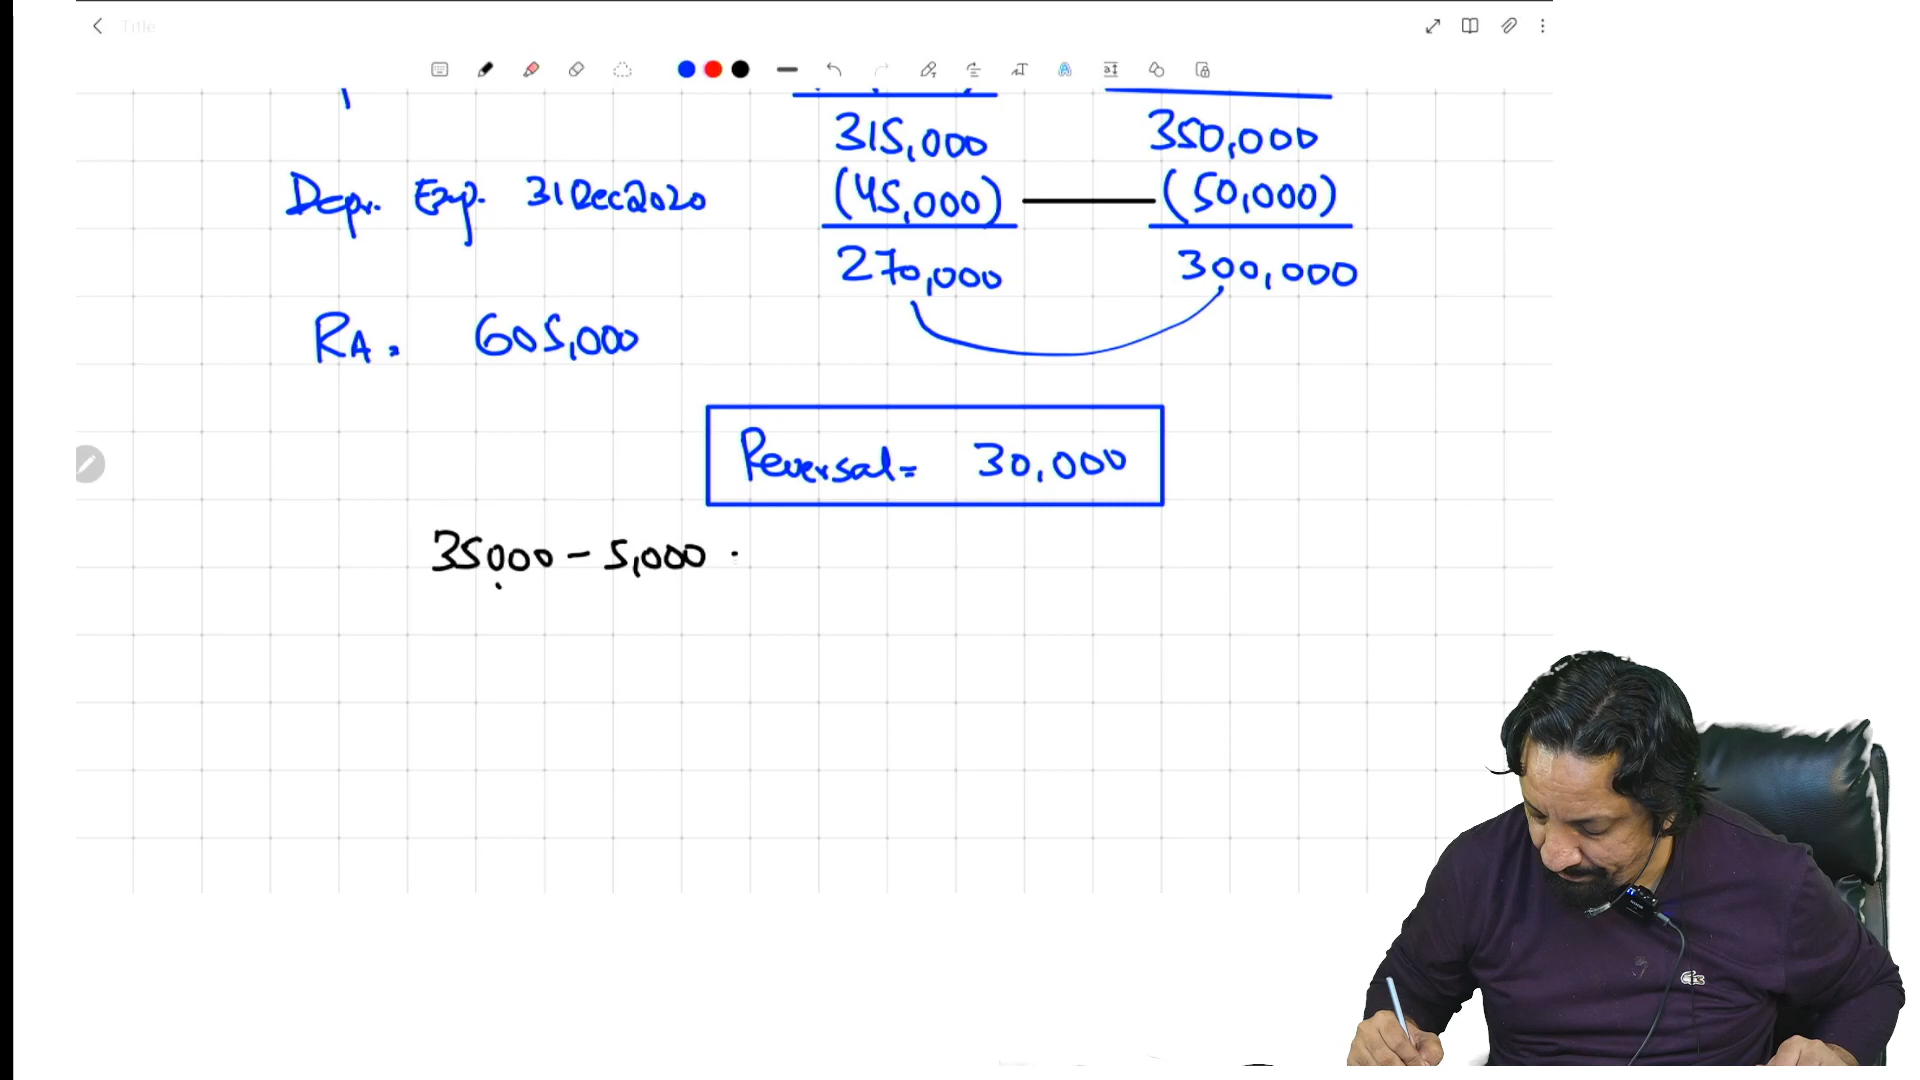 Title
315,000 350,000
Depr. Exp. 31Dec2020 (45,000) (50,000)
270,000 300,000
RA = 605,000
Reversal = 30,000
35000 - 5,000